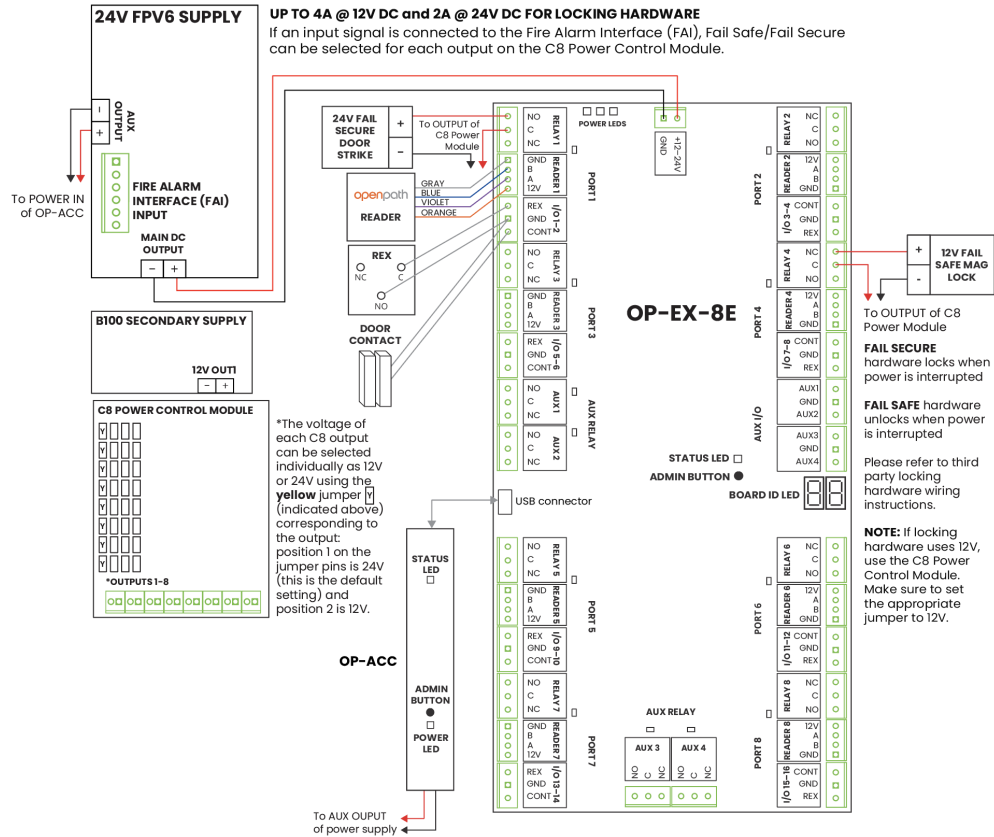 24V FPV6 SUPPLY
UP TO 4A @ 12V DC and 2A @ 24V DC FOR LOCKING HARDWARE
If an input signal is connected to the Fire Alarm Interface (FAI), Fail Safe/Fail Secure
can be selected for each output on the C8 Power Control Module.
AUX
OUTPUT
-
+
To POWER IN
of OP-ACC
FIRE ALARM
INTERFACE (FAI)
INPUT
MAIN DC
OUTPUT
- +
B100 SECONDARY SUPPLY
12V OUT1
- +
C8 POWER CONTROL MODULE
Y
Y
Y
Y
Y
Y
Y
Y
*OUTPUTS 1-8
*The voltage of
each C8 output
can be selected
individually as 12V
or 24V using the
yellow jumper Y
(indicated above)
corresponding to
the output:
position 1 on the
jumper pins is 24V
(this is the default
setting) and
position 2 is 12V.
24V FAIL
SECURE
DOOR
STRIKE
+
-
To OUTPUT of
C8 Power
Module
openpath
READER
GRAY
BLUE
VIOLET
ORANGE
REX
NC
C
NO
DOOR
CONTACT
USB connector
OP-ACC
STATUS
LED
ADMIN
BUTTON
POWER
LED
To AUX OUPUT
of power supply
POWER LEDS
GND
+12-24V
OP-EX-8E
NO
C
NC
RELAY 1
GND
B
A
12V
READER 1
REX
GND
CONT
I/O 1-2
PORT 1
NO
C
NC
RELAY 3
GND
B
A
12V
READER 3
REX
GND
CONT
I/O 5-6
PORT 3
NO
C
NC
AUX 1
NO
C
NC
AUX 2
AUX RELAY
NO
C
NC
RELAY 5
GND
B
A
12V
READER 5
REX
GND
CONT
I/O 9-10
PORT 5
NO
C
NC
RELAY 7
GND
B
A
12V
READER 7
REX
GND
CONT
I/O 13-14
PORT 7
RELAY 2
NC
C
NO
READER 2
12V
A
B
GND
I/O 3-4
CONT
GND
REX
PORT 2
RELAY 4
NC
C
NO
READER 4
12V
A
B
GND
I/O 7-8
CONT
GND
REX
PORT 4
AUX I/O
AUX1
GND
AUX2
AUX3
GND
AUX4
STATUS LED
ADMIN BUTTON
BOARD ID LED
RELAY 6
NC
C
NO
READER 6
12V
A
B
GND
I/O 11-12
CONT
GND
REX
PORT 6
RELAY 8
NC
C
NO
READER 8
12V
A
B
GND
I/O 15-16
CONT
GND
REX
PORT 8
AUX RELAY
AUX 3
NO C NC
AUX 4
NO C NC
+
-
12V FAIL
SAFE MAG
LOCK
To OUTPUT of C8
Power Module
FAIL SECURE
hardware locks when
power is interrupted
FAIL SAFE hardware
unlocks when power
is interrupted
Please refer to third
party locking
hardware wiring
instructions.
NOTE: If locking
hardware uses 12V,
use the C8 Power
Control Module.
Make sure to set
the appropriate
jumper to 12V.